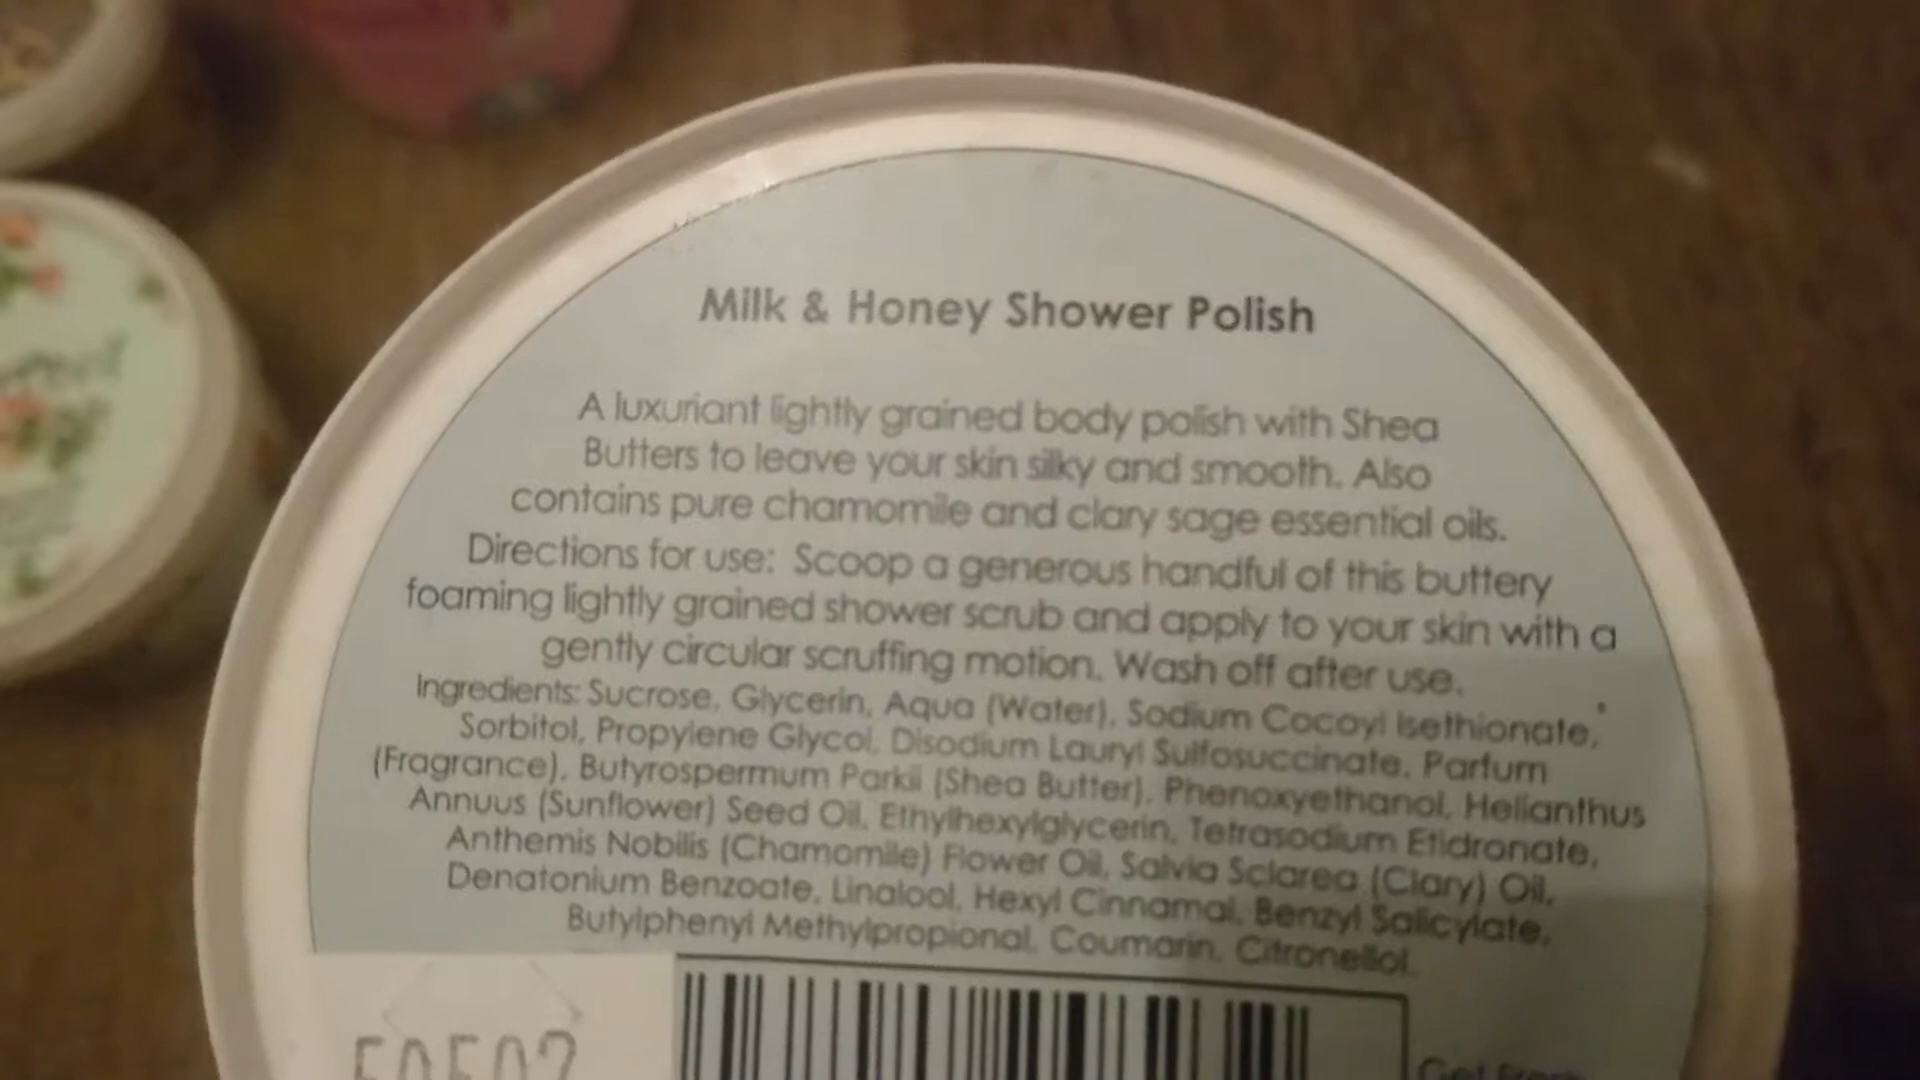 Milk & Honey Shower Polish
A luxuriant lightly grained body polish with Shea
Butters to leave your skin silky and smooth. Also
contains pure chamomile and clary sage essential oils.
Directions for use: Scoop a generous handful of this buttery
foaming lightly grained shower scrub and apply to your skin with a
gently circular scruffing motion. Wash off after use.
Ingredients: Sucrose, Glycerin, Aqua (Water), Sodium Cocoyl Isethionate,
Sorbitol, Propylene Glycol, Disodium Lauryl Sulfosuccinate, Parfum
(Fragrance), Butyrospermum Parkii (Shea Butter), Phenoxyethanol, Helianthus
Annuus (Sunflower) Seed Oil, Ethylhexylglycerin, Tetrasodium Etidronate,
Anthemis Nobilis (Chamomile) Flower Oil, Salvia Sclarea (Clary) Oil,
Denatonium Benzoate, Linalool, Hexyl Cinnamal, Benzyl Salicylate,
Butylphenyl Methylpropional, Coumarin, Citronellol.